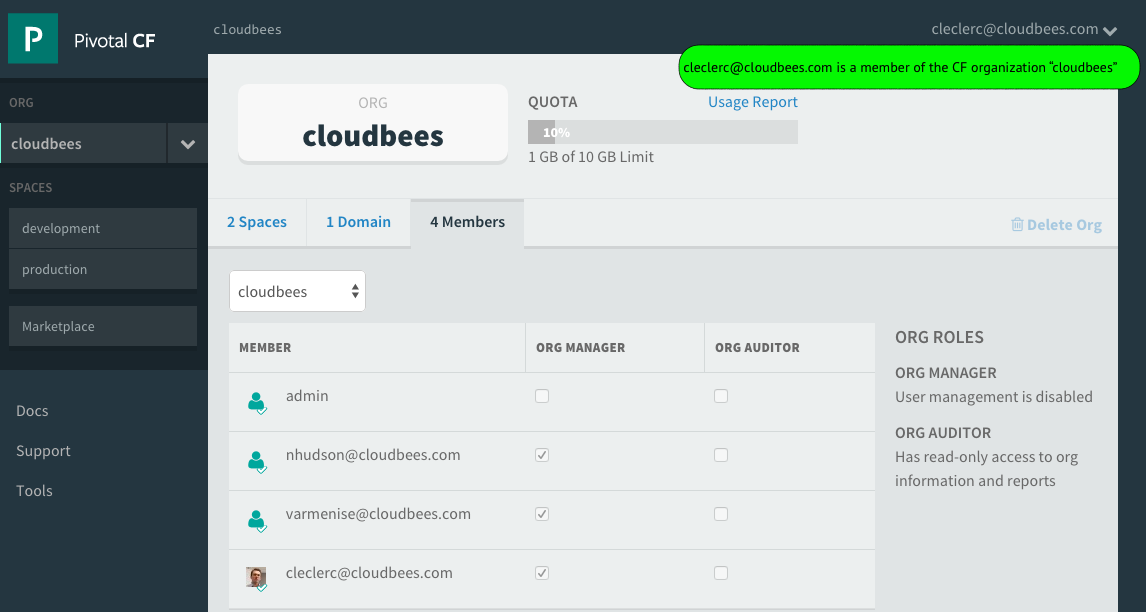 P Pivotal CF
cloudbees
cleclerc@cloudbees.com
cleclerc@cloudbees.com is a member of the CF organization "cloudbees"
ORG
cloudbees
SPACES
development
production
Marketplace
Docs
Support
Tools
ORG
cloudbees
QUOTA
Usage Report
10%
1 GB of 10 GB Limit
2 Spaces
1 Domain
4 Members
Delete Org
cloudbees
MEMBER
ORG MANAGER
ORG AUDITOR
admin
nhudson@cloudbees.com
varmenise@cloudbees.com
cleclerc@cloudbees.com
ORG ROLES
ORG MANAGER
User management is disabled
ORG AUDITOR
Has read-only access to org
information and reports